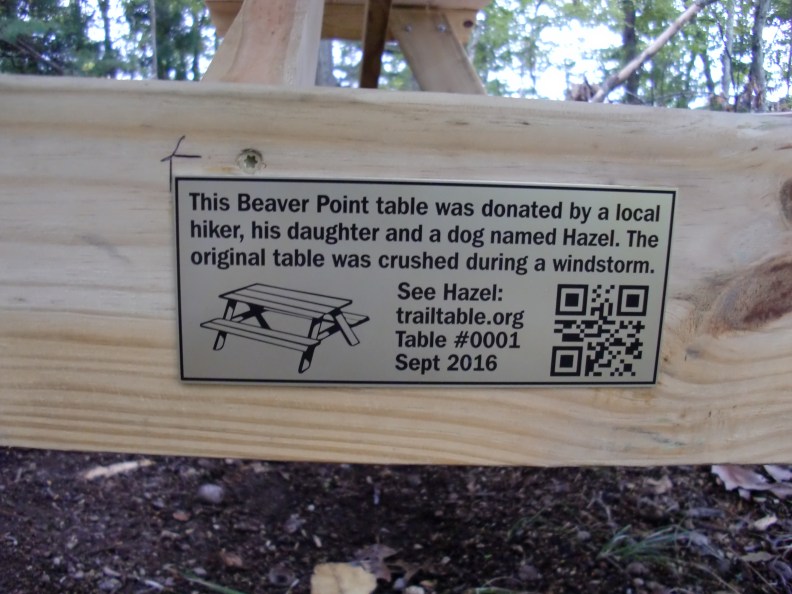 This Beaver Point table was donated by a local
hiker, his daughter and a dog named Hazel. The
original table was crushed during a windstorm.
See Hazel:
trailtable.org
Table #0001
Sept 2016